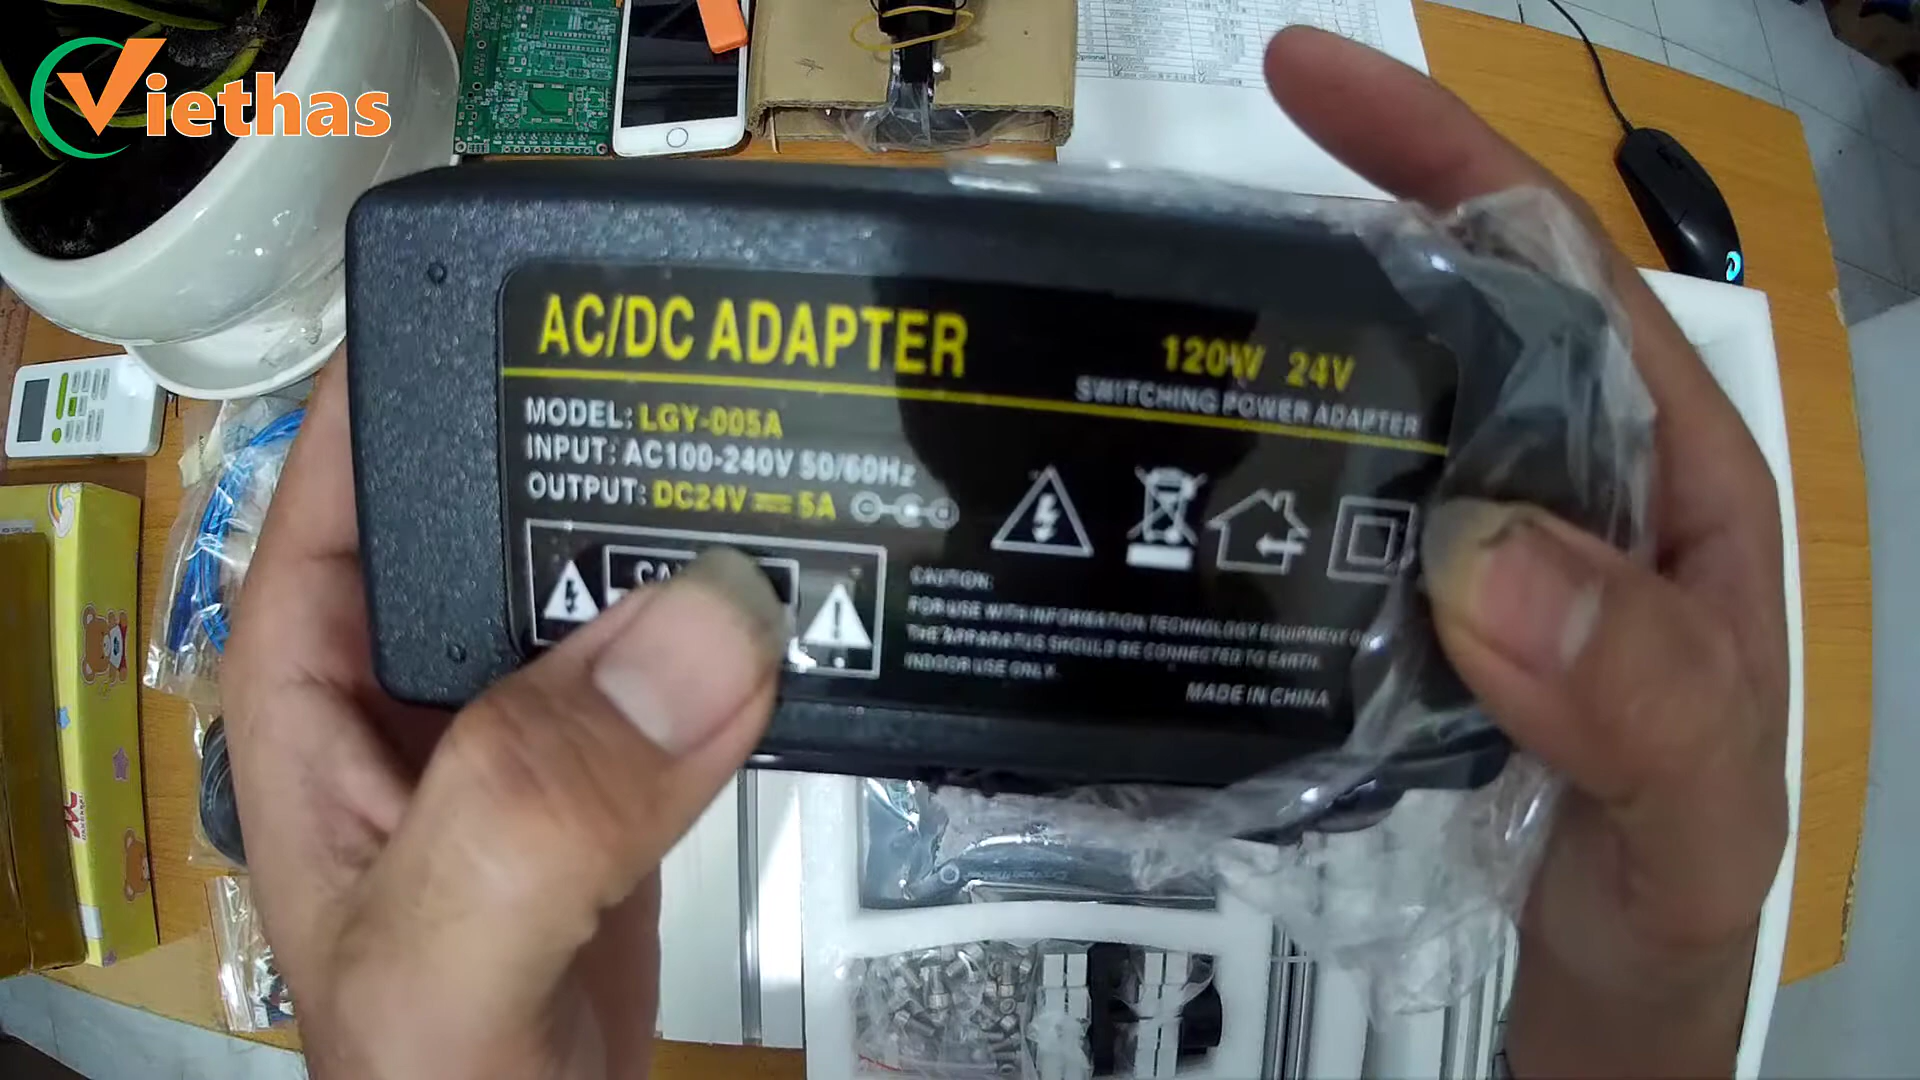 Viethas
AC/DC ADAPTER
120W 24V
SWITCHING POWER ADAPTER
MODEL: LGY-005A
INPUT: AC100-240V 50/60Hz
OUTPUT: DC24V 5A
CAUTION:
FOR USE WITH INFORMATION TECHNOLOGY EQUIPMENT
THE APPARATUS SHOULD BE CONNECTED TO EARTH.
INDOOR USE ONLY.
MADE IN CHINA